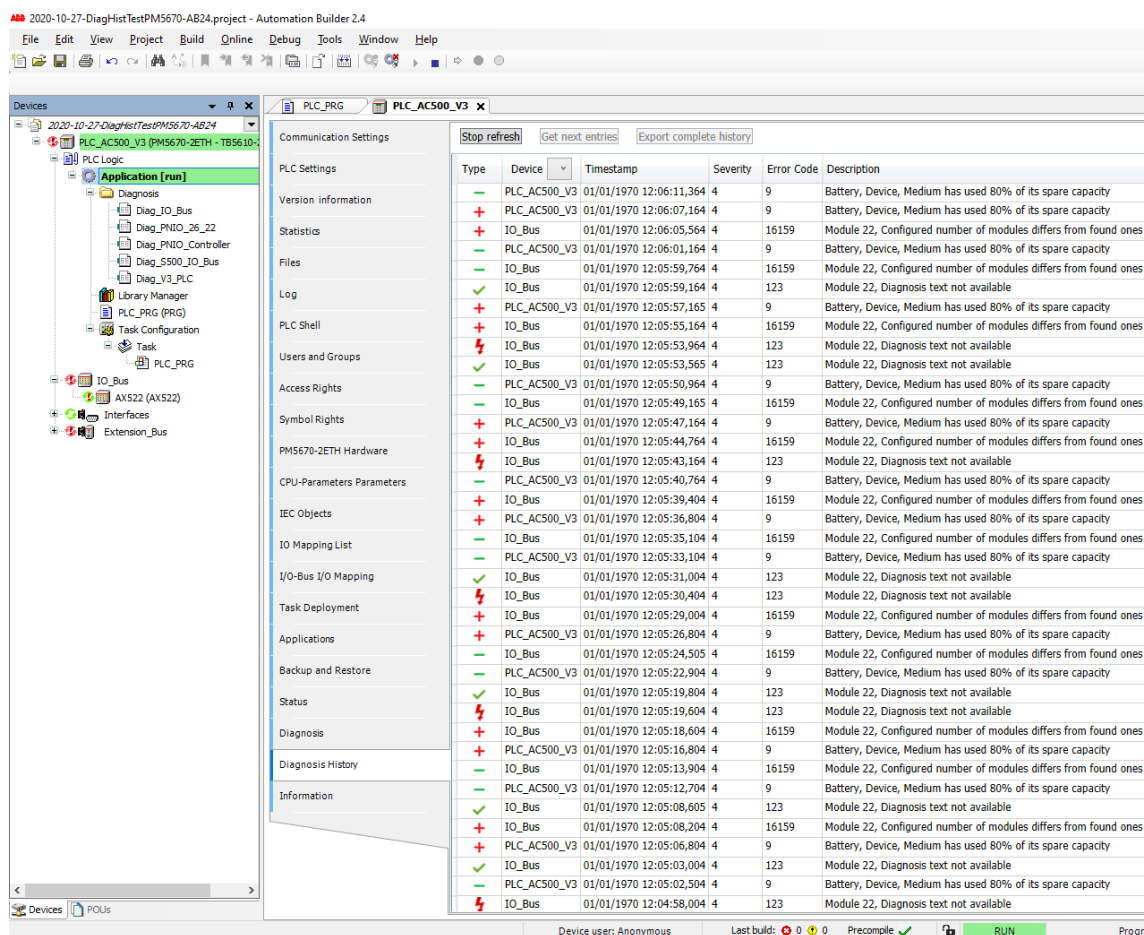 ABB 2020-10-27-DiagHistTestPM5670-AB24.project - Automation Builder 2.4
File Edit View Project Build Online Debug Tools Window Help
Devices
2020-10-27-DiagHistTestPM5670-AB24
PLC_AC500_V3 (PM5670-2ETH - TB5610-2
PLC Logic
Application [run]
Diagnosis
Diag_IO_Bus
Diag_PNIO_26_22
Diag_PNIO_Controller
Diag_S500_IO_Bus
Diag_V3_PLC
Library Manager
PLC_PRG (PRG)
Task Configuration
Task
PLC_PRG
IO_Bus
AX522 (AX522)
Interfaces
Extension_Bus
Devices POUs
PLC_PRG PLC_AC500_V3
Communication Settings
PLC Settings
Version information
Statistics
Files
Log
PLC Shell
Users and Groups
Access Rights
Symbol Rights
PM5670-2ETH Hardware
CPU-Parameters Parameters
IEC Objects
IO Mapping List
I/O-Bus I/O Mapping
Task Deployment
Applications
Backup and Restore
Status
Diagnosis
Diagnosis History
Information
Stop refresh Get next entries Export complete history
Type Device Timestamp Severity Error Code Description
PLC_AC500_V3 01/01/1970 12:06:11,364 4 9 Battery, Device, Medium has used 80% of its spare capacity
PLC_AC500_V3 01/01/1970 12:06:07,164 4 9 Battery, Device, Medium has used 80% of its spare capacity
IO_Bus 01/01/1970 12:06:05,564 4 16159 Module 22, Configured number of modules differs from found ones
PLC_AC500_V3 01/01/1970 12:06:01,164 4 9 Battery, Device, Medium has used 80% of its spare capacity
IO_Bus 01/01/1970 12:05:59,764 4 16159 Module 22, Configured number of modules differs from found ones
IO_Bus 01/01/1970 12:05:59,164 4 123 Module 22, Diagnosis text not available
PLC_AC500_V3 01/01/1970 12:05:57,165 4 9 Battery, Device, Medium has used 80% of its spare capacity
IO_Bus 01/01/1970 12:05:55,164 4 16159 Module 22, Configured number of modules differs from found ones
IO_Bus 01/01/1970 12:05:53,964 4 123 Module 22, Diagnosis text not available
IO_Bus 01/01/1970 12:05:53,565 4 123 Module 22, Diagnosis text not available
PLC_AC500_V3 01/01/1970 12:05:50,964 4 9 Battery, Device, Medium has used 80% of its spare capacity
IO_Bus 01/01/1970 12:05:49,165 4 16159 Module 22, Configured number of modules differs from found ones
PLC_AC500_V3 01/01/1970 12:05:47,164 4 9 Battery, Device, Medium has used 80% of its spare capacity
IO_Bus 01/01/1970 12:05:44,764 4 16159 Module 22, Configured number of modules differs from found ones
IO_Bus 01/01/1970 12:05:43,164 4 123 Module 22, Diagnosis text not available
PLC_AC500_V3 01/01/1970 12:05:40,764 4 9 Battery, Device, Medium has used 80% of its spare capacity
IO_Bus 01/01/1970 12:05:39,404 4 16159 Module 22, Configured number of modules differs from found ones
PLC_AC500_V3 01/01/1970 12:05:36,804 4 9 Battery, Device, Medium has used 80% of its spare capacity
IO_Bus 01/01/1970 12:05:35,104 4 16159 Module 22, Configured number of modules differs from found ones
PLC_AC500_V3 01/01/1970 12:05:33,104 4 9 Battery, Device, Medium has used 80% of its spare capacity
IO_Bus 01/01/1970 12:05:31,004 4 123 Module 22, Diagnosis text not available
IO_Bus 01/01/1970 12:05:30,404 4 123 Module 22, Diagnosis text not available
IO_Bus 01/01/1970 12:05:29,004 4 16159 Module 22, Configured number of modules differs from found ones
PLC_AC500_V3 01/01/1970 12:05:26,804 4 9 Battery, Device, Medium has used 80% of its spare capacity
IO_Bus 01/01/1970 12:05:24,505 4 16159 Module 22, Configured number of modules differs from found ones
PLC_AC500_V3 01/01/1970 12:05:22,904 4 9 Battery, Device, Medium has used 80% of its spare capacity
IO_Bus 01/01/1970 12:05:19,804 4 123 Module 22, Diagnosis text not available
IO_Bus 01/01/1970 12:05:19,604 4 123 Module 22, Diagnosis text not available
IO_Bus 01/01/1970 12:05:18,604 4 16159 Module 22, Configured number of modules differs from found ones
PLC_AC500_V3 01/01/1970 12:05:16,804 4 9 Battery, Device, Medium has used 80% of its spare capacity
IO_Bus 01/01/1970 12:05:13,904 4 16159 Module 22, Configured number of modules differs from found ones
PLC_AC500_V3 01/01/1970 12:05:12,704 4 9 Battery, Device, Medium has used 80% of its spare capacity
IO_Bus 01/01/1970 12:05:08,605 4 123 Module 22, Diagnosis text not available
IO_Bus 01/01/1970 12:05:08,204 4 16159 Module 22, Configured number of modules differs from found ones
PLC_AC500_V3 01/01/1970 12:05:06,804 4 9 Battery, Device, Medium has used 80% of its spare capacity
IO_Bus 01/01/1970 12:05:03,004 4 123 Module 22, Diagnosis text not available
PLC_AC500_V3 01/01/1970 12:05:02,504 4 9 Battery, Device, Medium has used 80% of its spare capacity
IO_Bus 01/01/1970 12:04:58,004 4 123 Module 22, Diagnosis text not available
Device user: Anonymous Last build: 0 0 Precompile RUN Progr